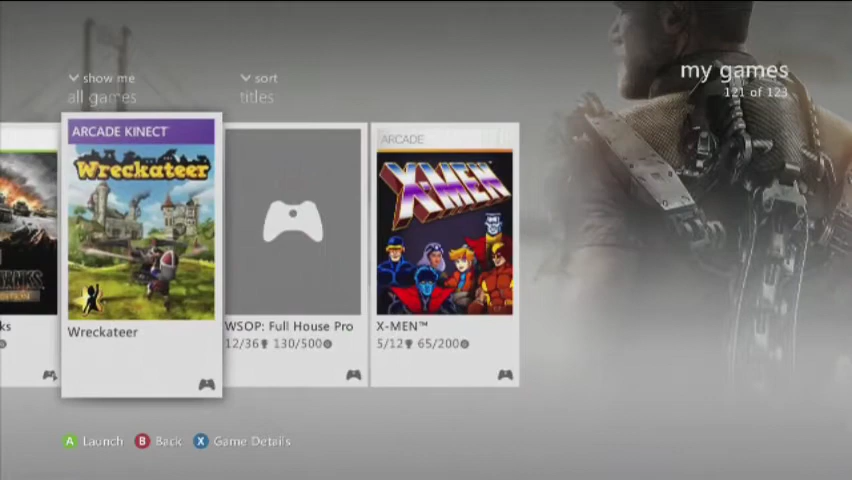 show me
all games
sort
titles
my games
121 of 123
ARCADE KINECT
Wreckateer
Wreckateer
WSOP: Full House Pro
12/36 130/500
ARCADE
X-MEN
X-MEN™
5/12 65/200
A Launch B Back X Game Details